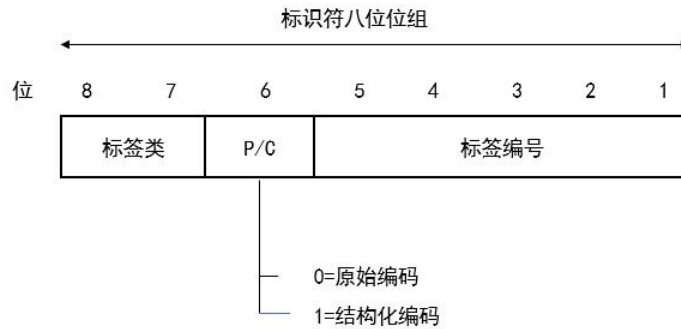 标识符八位位组
位 8 7 6 5 4 3 2 1
标签类 P/C 标签编号
0=原始编码
1=结构化编码